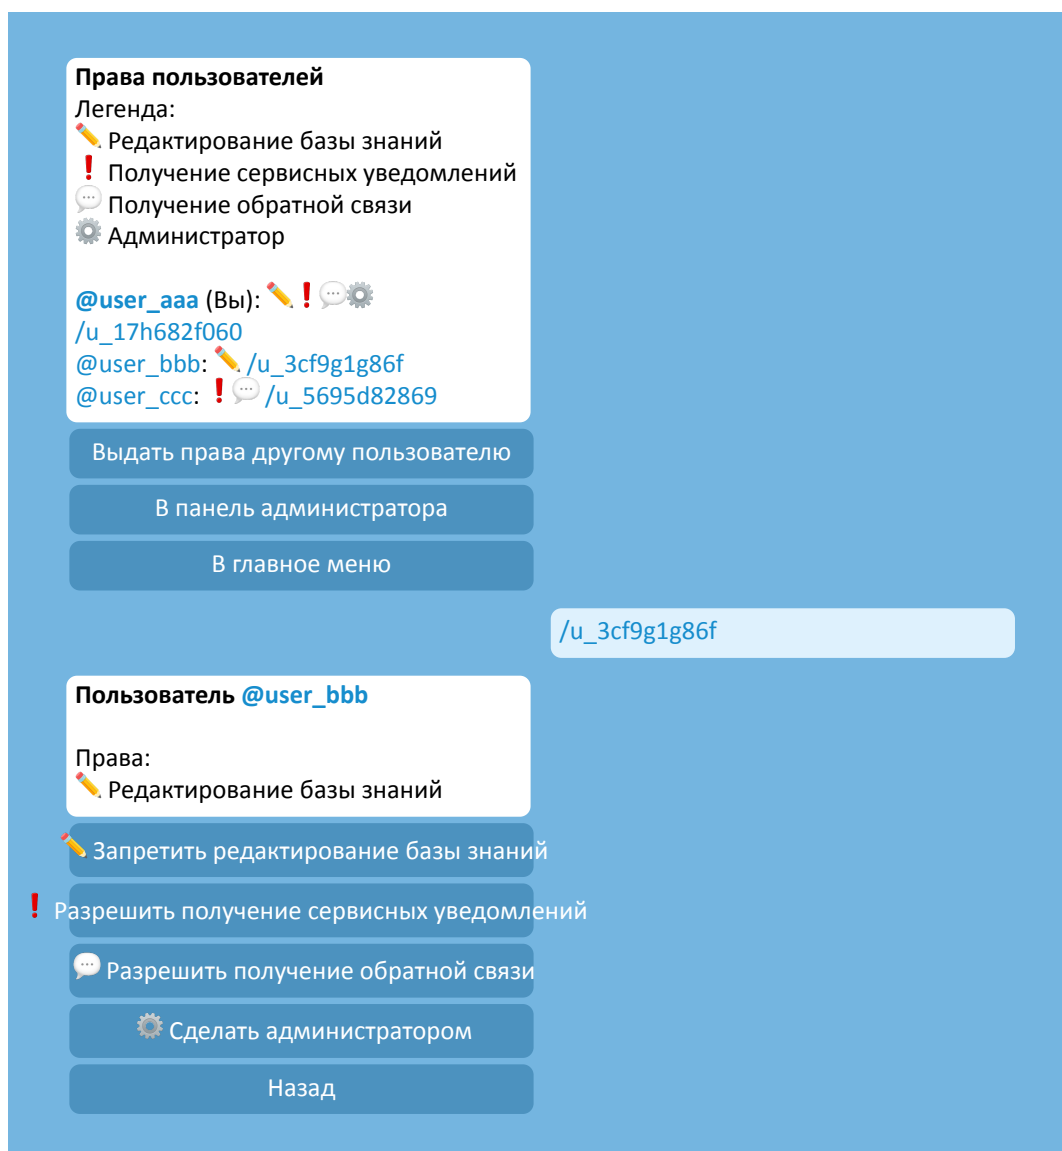 Права пользователей
Легенда:
✏️ Редактирование базы знаний
❗ Получение сервисных уведомлений
💬 Получение обратной связи
⚙️ Администратор
@user_aaa (Вы): ✏️❗💬⚙️
/u_17h682f060
@user_bbb: ✏️ /u_3cf9g1g86f
@user_ccc: ❗💬 /u_5695d82869
Выдать права другому пользователю
В панель администратора
В главное меню
/u_3cf9g1g86f
Пользователь @user_bbb
Права:
✏️ Редактирование базы знаний
✏️ Запретить редактирование базы знаний
❗ Разрешить получение сервисных уведомлений
💬 Разрешить получение обратной связи
⚙️ Сделать администратором
Назад